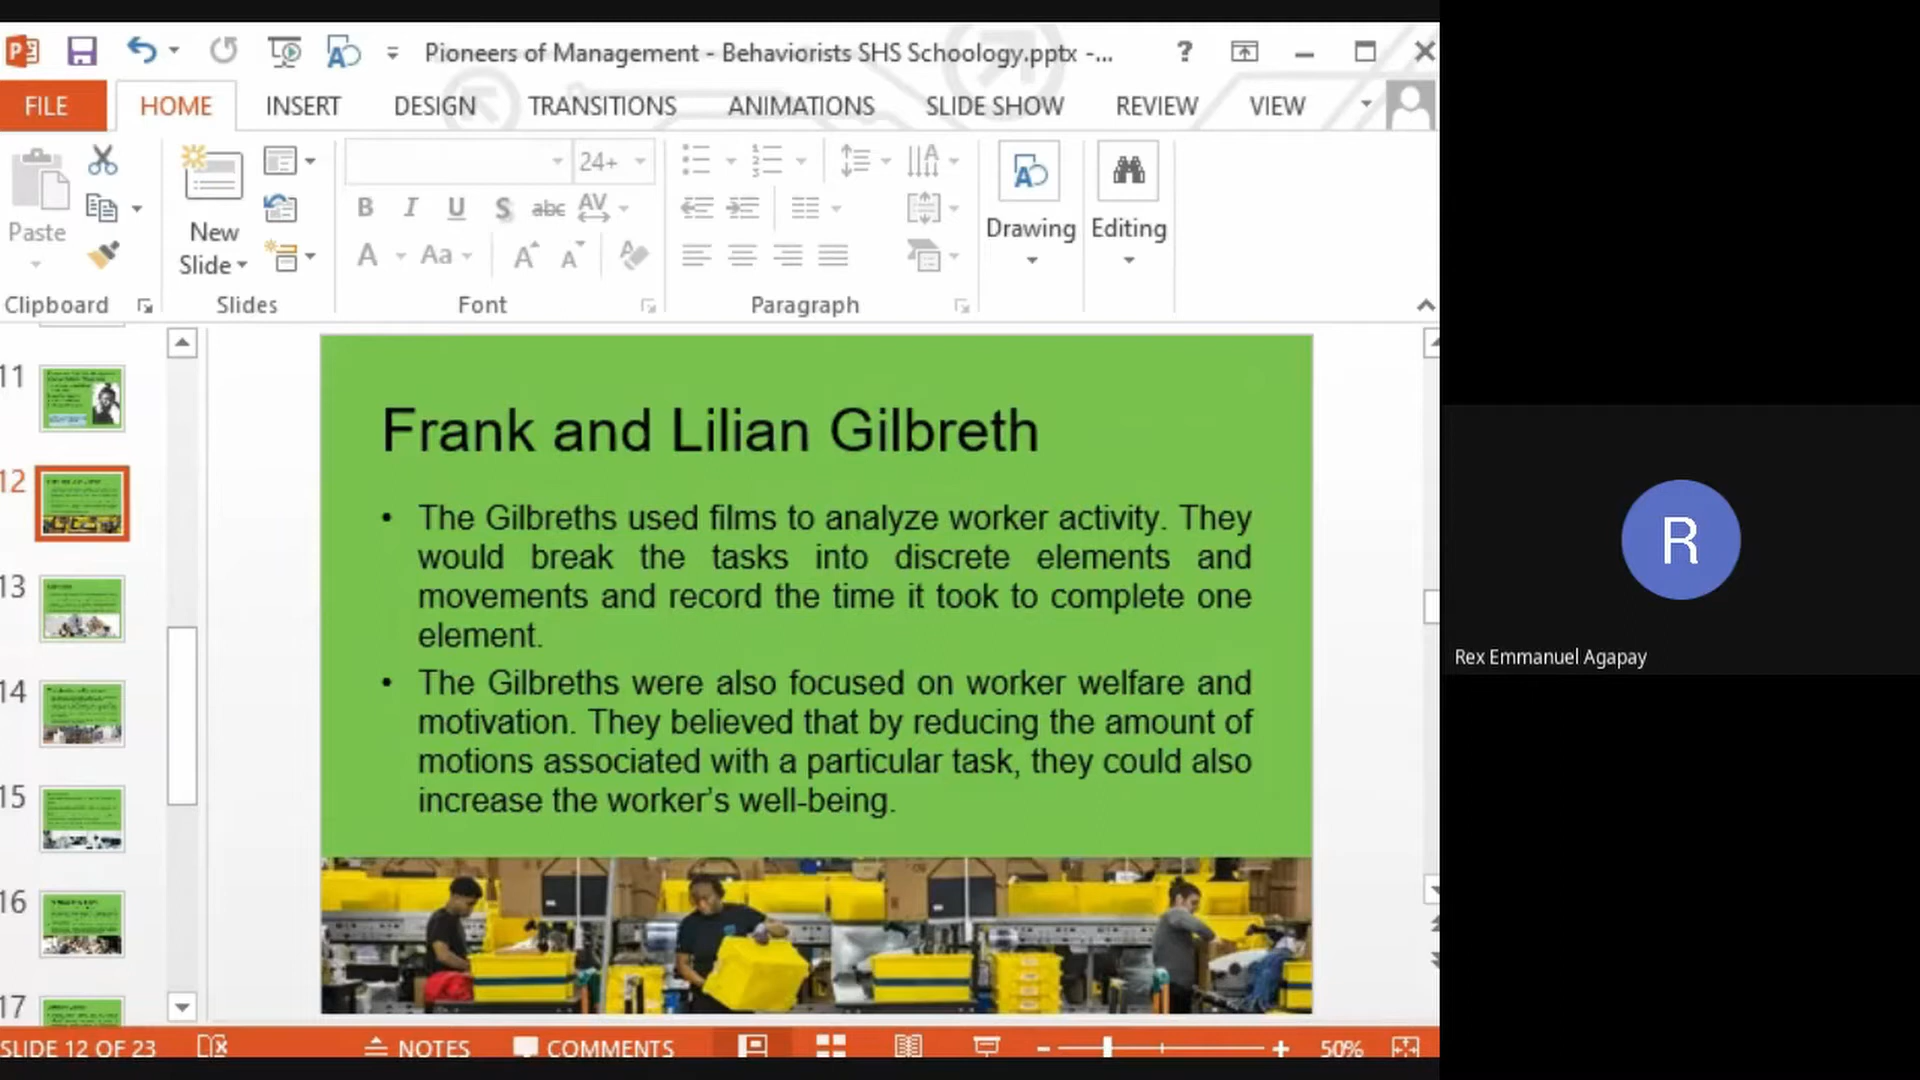 Pioneers of Management - Behaviorists SHS Schoology.pptx -...
FILE HOME INSERT DESIGN TRANSITIONS ANIMATIONS SLIDE SHOW REVIEW VIEW
24+
Paste
New
Slide
B I U S abc AV
A Aa A A
Drawing
Editing
Clipboard Slides Font Paragraph
11
12
13
14
15
16
17
Frank and Lilian Gilbreth
• The Gilbreths used films to analyze worker activity. They
would break the tasks into discrete elements and
movements and record the time it took to complete one
element.
• The Gilbreths were also focused on worker welfare and
motivation. They believed that by reducing the amount of
motions associated with a particular task, they could also
increase the worker's well-being.
R
Rex Emmanuel Agapay
SLIDE 12 OF 23 NOTES COMMENTS 50%